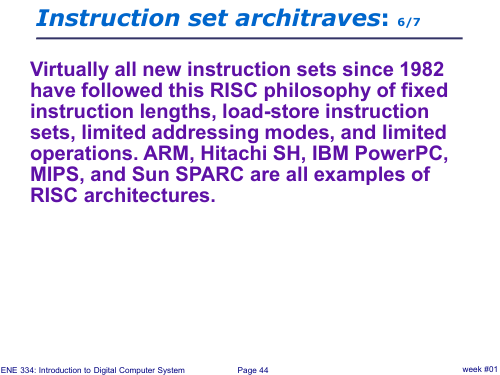 Instruction set architraves: 6/7
Virtually all new instruction sets since 1982
have followed this RISC philosophy of fixed
instruction lengths, load-store instruction
sets, limited addressing modes, and limited
operations. ARM, Hitachi SH, IBM PowerPC,
MIPS, and Sun SPARC are all examples of
RISC architectures.
ENE 334: Introduction to Digital Computer System Page 44 week #01